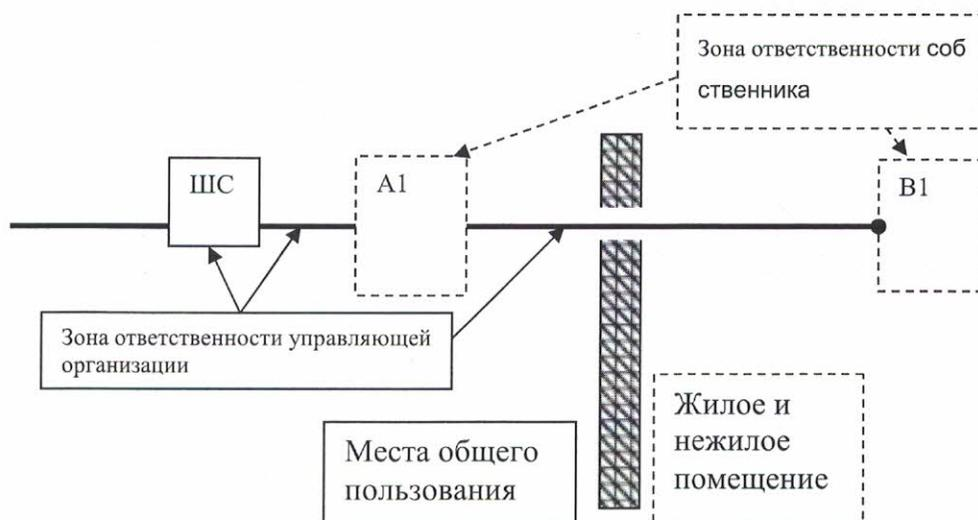 Зона ответственности соб
ственника
ШС
А1
В1
Зона ответственности управляющей
организации
Места общего
пользования
Жилое и
нежилое
помещение